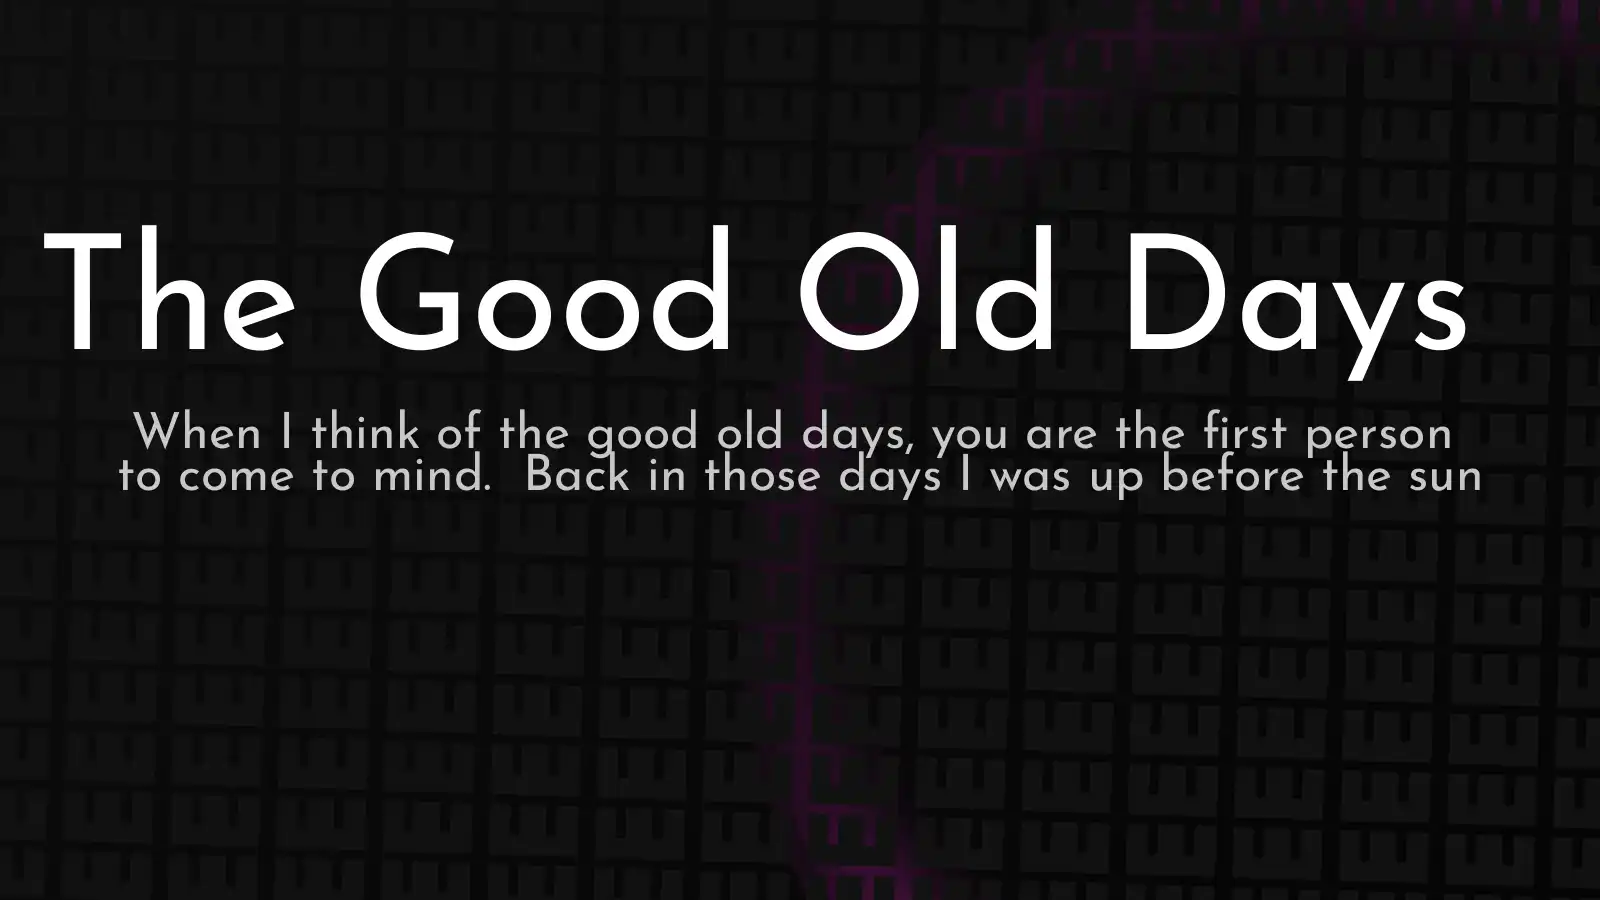 The Good Old Days
When I think of the good old days, you are the first person
to come to mind.  Back in those days I was up before the sun